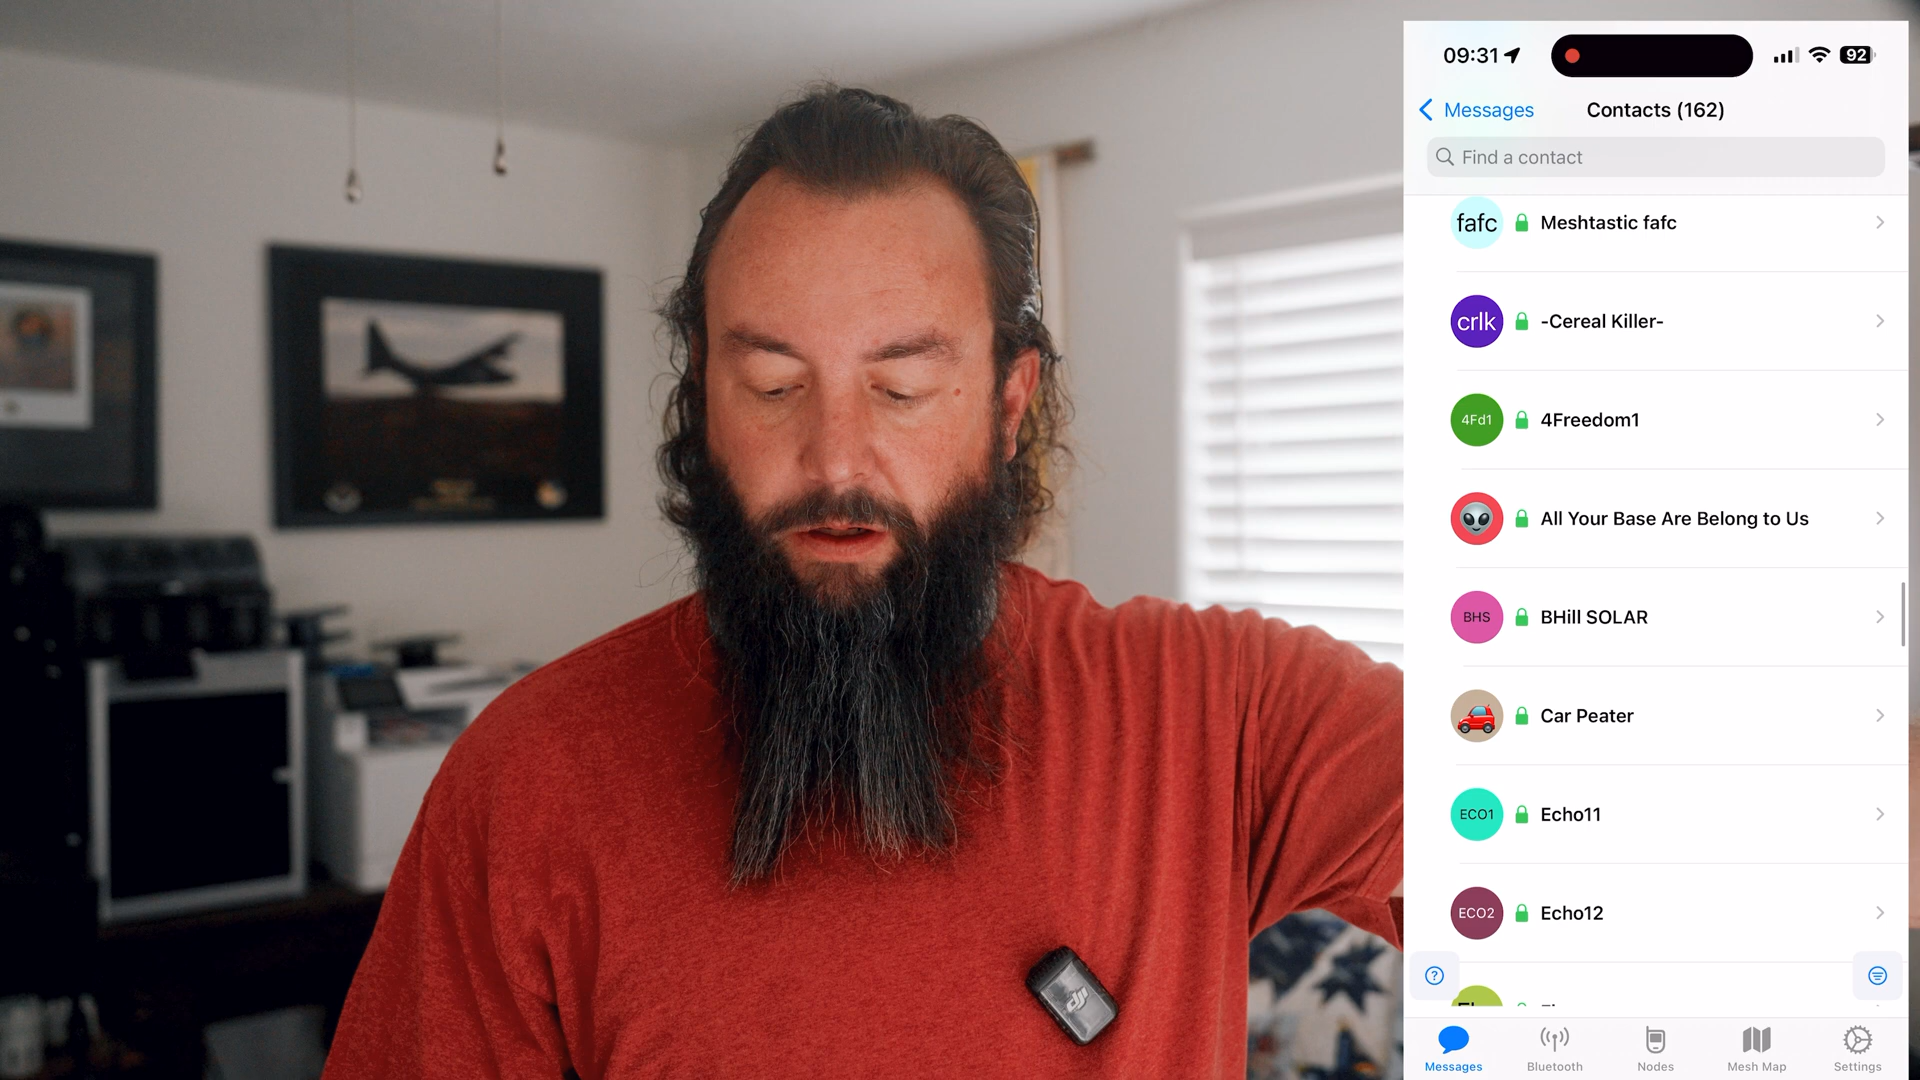 09:31
92
Messages
Contacts (162)
Find a contact
fafc
Meshtastic fafc
crlk
-Cereal Killer-
4Fd1
4Freedom1
All Your Base Are Belong to Us
BHS
BHill SOLAR
Car Peater
ECO1
Echo11
ECO2
Echo12
?
Messages
Bluetooth
Nodes
Mesh Map
Settings
dji